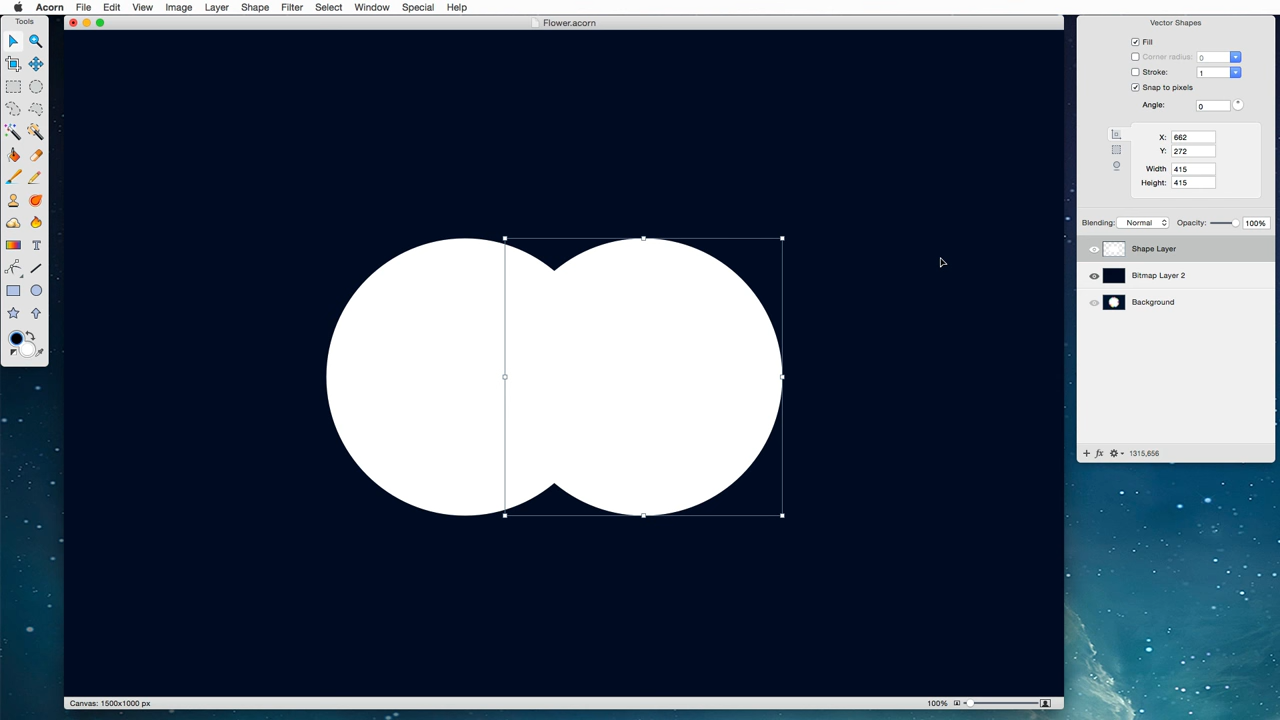 Acorn File Edit View Image Layer Shape Filter Select Window Special Help
Tools
Flower.acorn
Vector Shapes
Fill
Corner radius: 0
Stroke: 1
Snap to pixels
Angle: 0 °
X: 662
Y: 272
Width 415
Height: 415
Blending: Normal Opacity: 100%
Shape Layer
Bitmap Layer 2
Background
+ fx 1315,656
T
Canvas: 1500x1000 px
100%